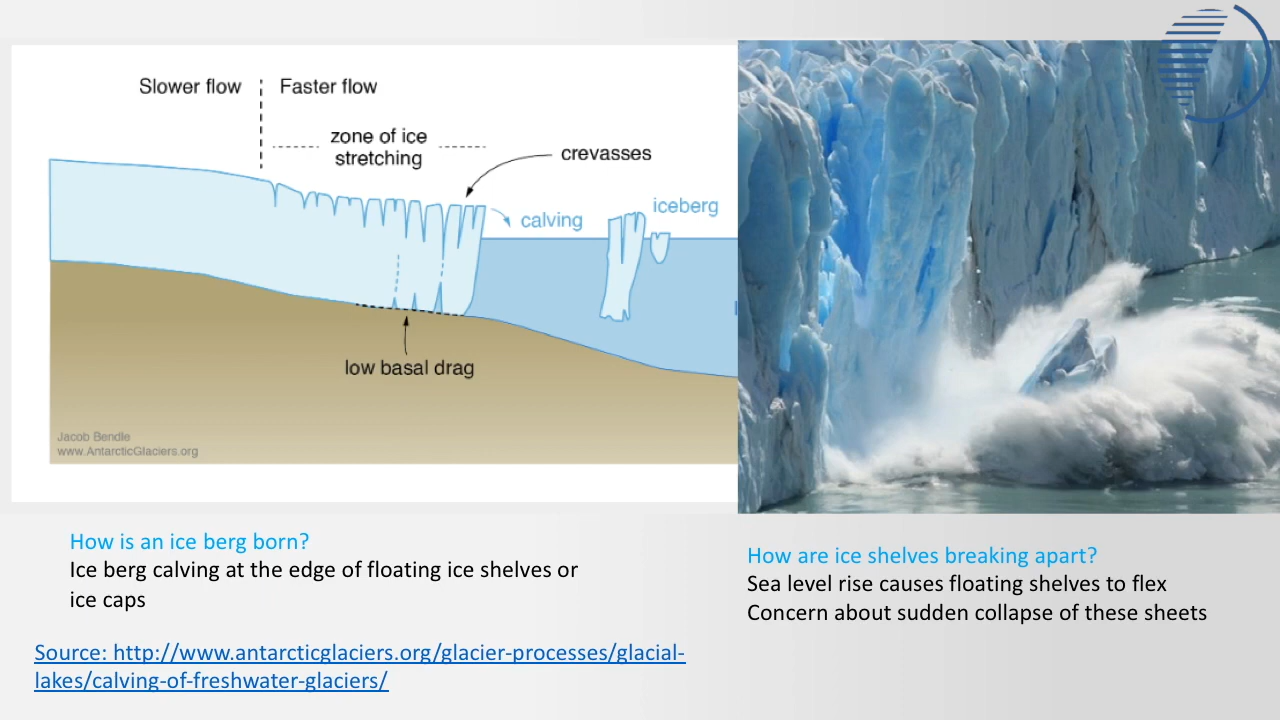 Slower flow
Faster flow
zone of ice
stretching
crevasses
calving
iceberg
low basal drag
Jacob Bendle
www.AntarcticGlaciers.org
How is an ice berg born?
Ice berg calving at the edge of floating ice shelves or
ice caps
How are ice shelves breaking apart?
Sea level rise causes floating shelves to flex
Concern about sudden collapse of these sheets
Source: http://www.antarcticglaciers.org/glacier-processes/glacial-
lakes/calving-of-freshwater-glaciers/